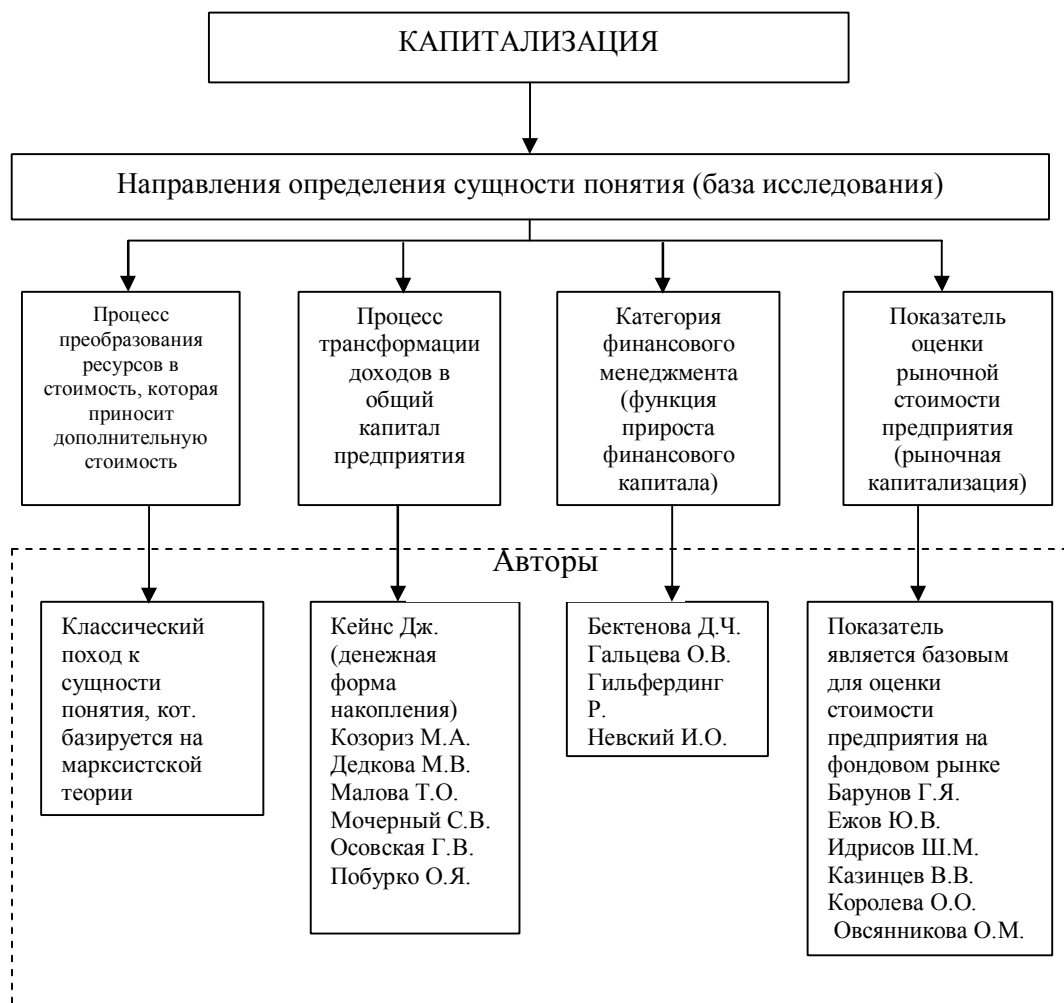 КАПИТАЛИЗАЦИЯ
Направления определения сущности понятия (база исследования)
Процесс
преобразования
ресурсов в
стоимость, которая
приносит
дополнительную
стоимость
Процесс
трансформации
доходов в
общий
капитал
предприятия
Категория
финансового
менеджмента
(функция
прироста
финансового
капитала)
Показатель
оценки
рыночной
стоимости
предприятия
(рыночная
капитализация)
Авторы
Классический
поход к
сущности
понятия, кот.
базируется на
марксистской
теории
Кейнс Дж.
(денежная
форма
накопления)
Козориз М.А.
Дедкова М.В.
Малова Т.О.
Мочерный С.В.
Осовская Г.В.
Побурко О.Я.
Бектенова Д.Ч.
Гальцева О.В.
Гильфердинг
Р.
Невский И.О.
Показатель
является базовым
для оценки
стоимости
предприятия на
фондовом рынке
Барунов Г.Я.
Ежов Ю.В.
Идрисов Ш.М.
Казинцев В.В.
Королева О.О.
Овсянникова О.М.